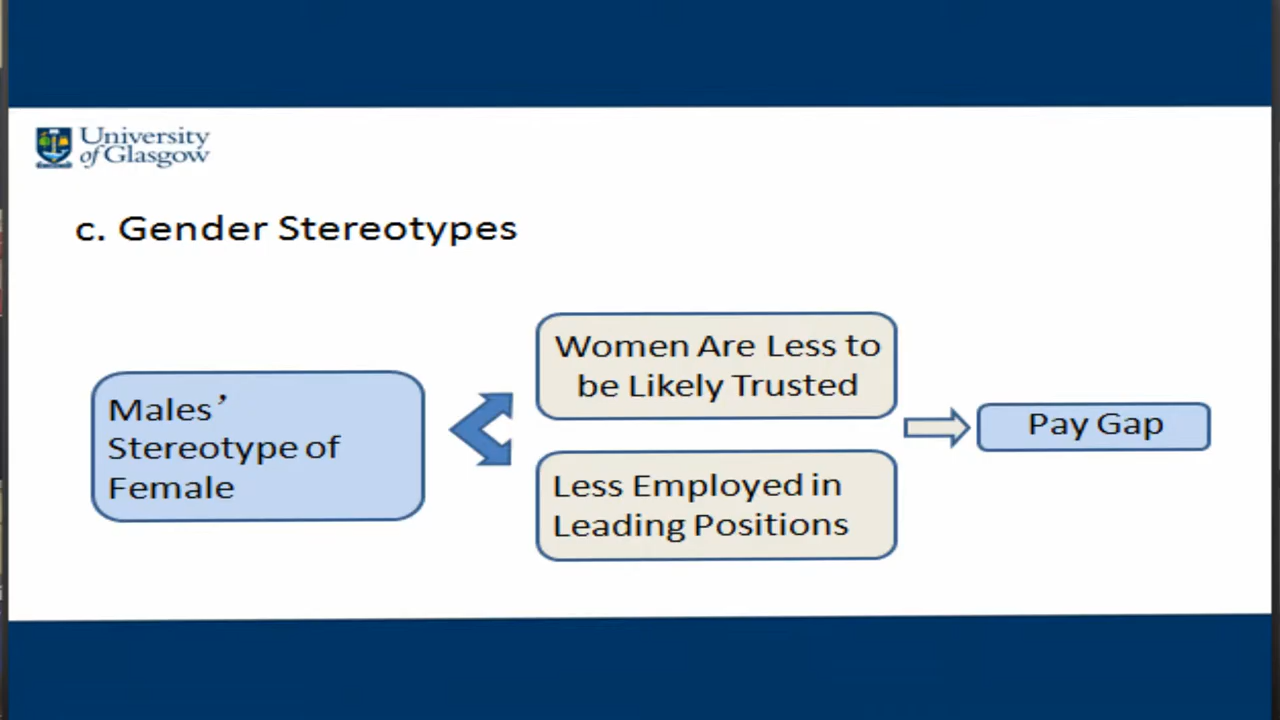 University
of Glasgow
c. Gender Stereotypes
Males’
Stereotype of
Female
Women Are Less to
be Likely Trusted
Less Employed in
Leading Positions
Pay Gap